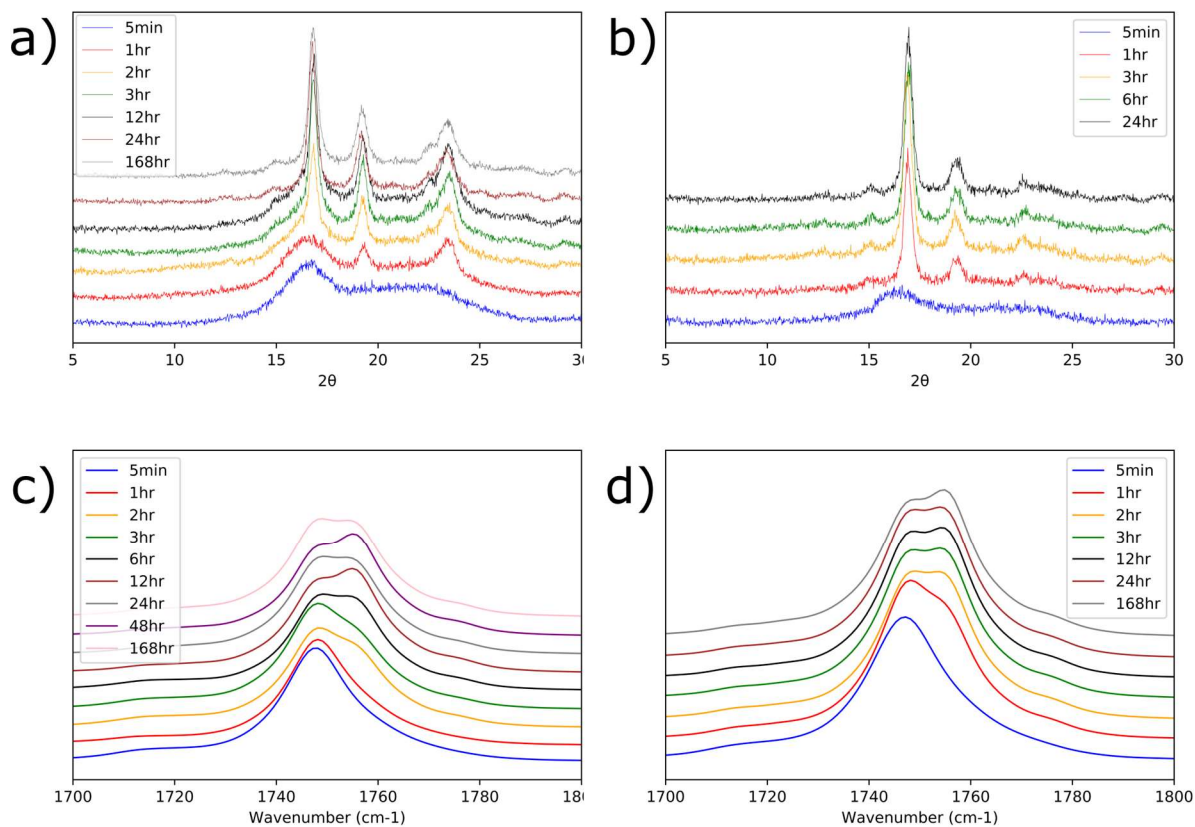 a)
5min
1hr
2hr
3hr
12hr
24hr
168hr
5 10 15 20 25 30
2θ
b)
5min
1hr
3hr
6hr
24hr
5 10 15 20 25 30
2θ
c)
5min
1hr
2hr
3hr
6hr
12hr
24hr
48hr
168hr
1700 1720 1740 1760 1780 180
Wavenumber (cm-1)
d)
5min
1hr
2hr
3hr
12hr
24hr
168hr
1700 1720 1740 1760 1780 1800
Wavenumber (cm-1)